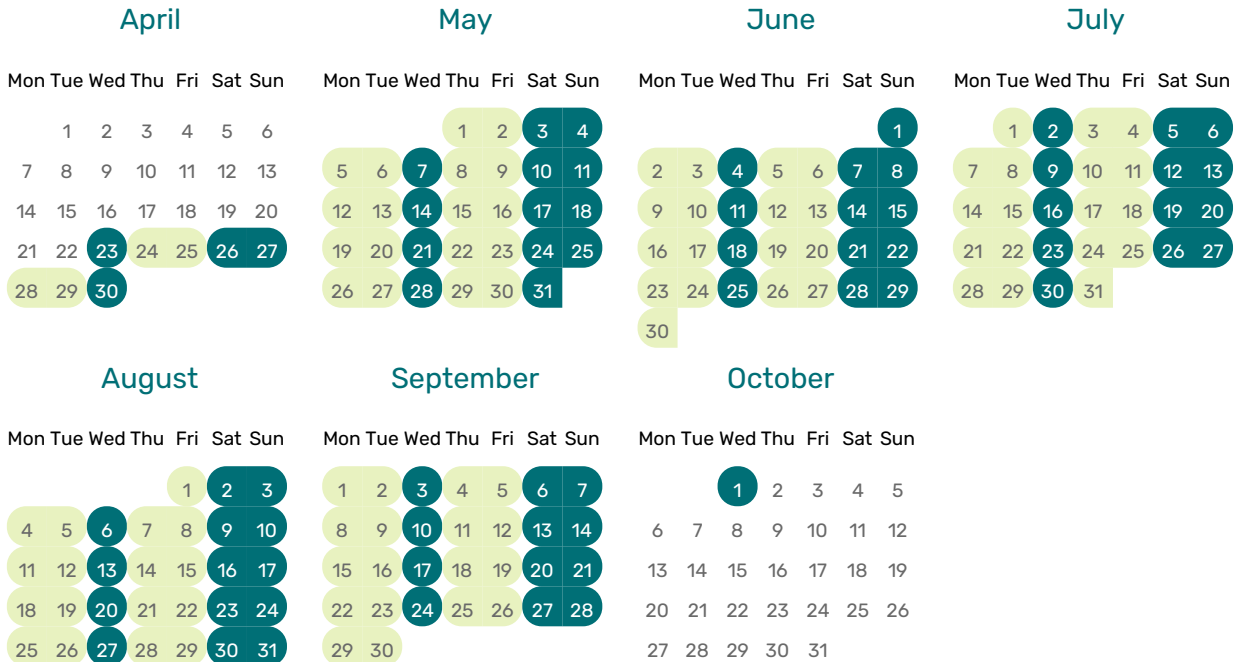 April
Mon Tue Wed Thu Fri Sat Sun
1 2 3 4 5 6
7 8 9 10 11 12 13
14 15 16 17 18 19 20
21 22 23 24 25 26 27
28 29 30
May
Mon Tue Wed Thu Fri Sat Sun
1 2 3 4
5 6 7 8 9 10 11
12 13 14 15 16 17 18
19 20 21 22 23 24 25
26 27 28 29 30 31
June
Mon Tue Wed Thu Fri Sat Sun
1
2 3 4 5 6 7 8
9 10 11 12 13 14 15
16 17 18 19 20 21 22
23 24 25 26 27 28 29
30
July
Mon Tue Wed Thu Fri Sat Sun
1 2 3 4 5 6
7 8 9 10 11 12 13
14 15 16 17 18 19 20
21 22 23 24 25 26 27
28 29 30 31
August
Mon Tue Wed Thu Fri Sat Sun
1 2 3
4 5 6 7 8 9 10
11 12 13 14 15 16 17
18 19 20 21 22 23 24
25 26 27 28 29 30 31
September
Mon Tue Wed Thu Fri Sat Sun
1 2 3 4 5 6 7
8 9 10 11 12 13 14
15 16 17 18 19 20 21
22 23 24 25 26 27 28
29 30
October
Mon Tue Wed Thu Fri Sat Sun
1 2 3 4 5
6 7 8 9 10 11 12
13 14 15 16 17 18 19
20 21 22 23 24 25 26
27 28 29 30 31